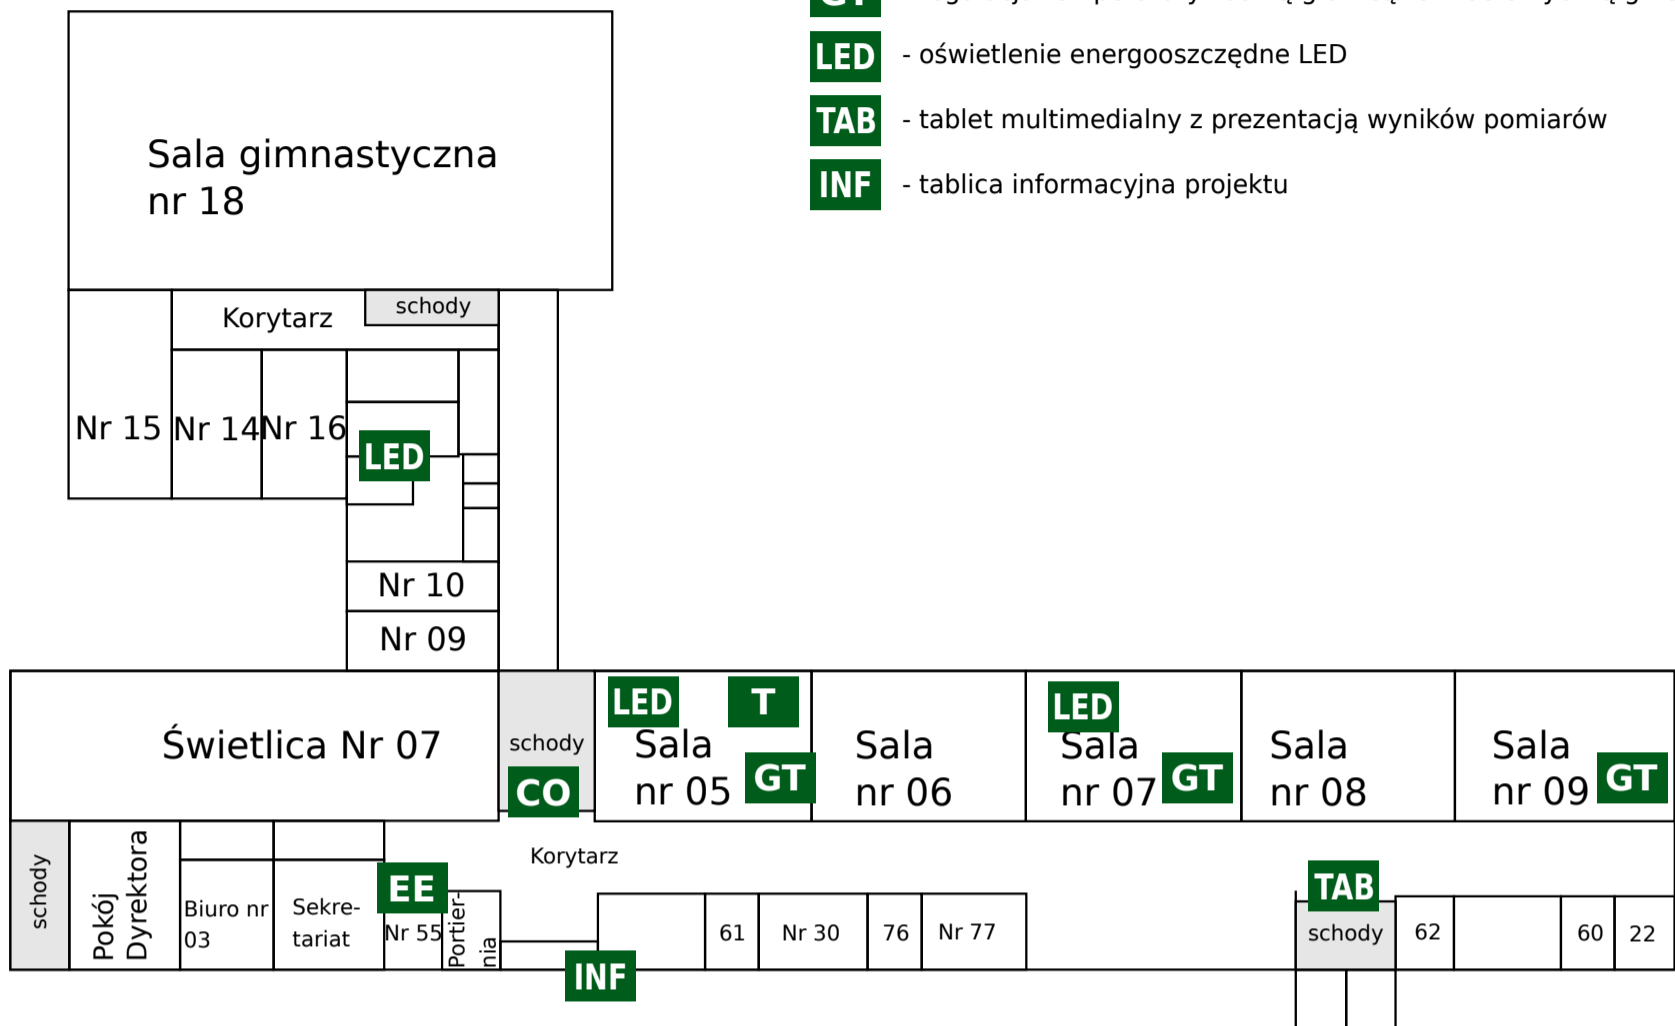 GT
LED - oświetlenie energooszczędne LED
TAB - tablet multimedialny z prezentacją wyników pomiarów
INF - tablica informacyjna projektu
Sala gimnastyczna
nr 18
Korytarz
schody
Nr 15
Nr 14
Nr 16
LED
Nr 10
Nr 09
Świetlica Nr 07
schody
CO
LED
T
Sala
nr 05
GT
Sala
nr 06
LED
Sala
nr 07
GT
Sala
nr 08
Sala
nr 09
GT
schody
Pokój
Dyrektora
Biuro nr
03
Sekre-
tariat
EE
Nr 55
Portier-
nia
Korytarz
INF
61
Nr 30
76
Nr 77
TAB
schody
62
60
22